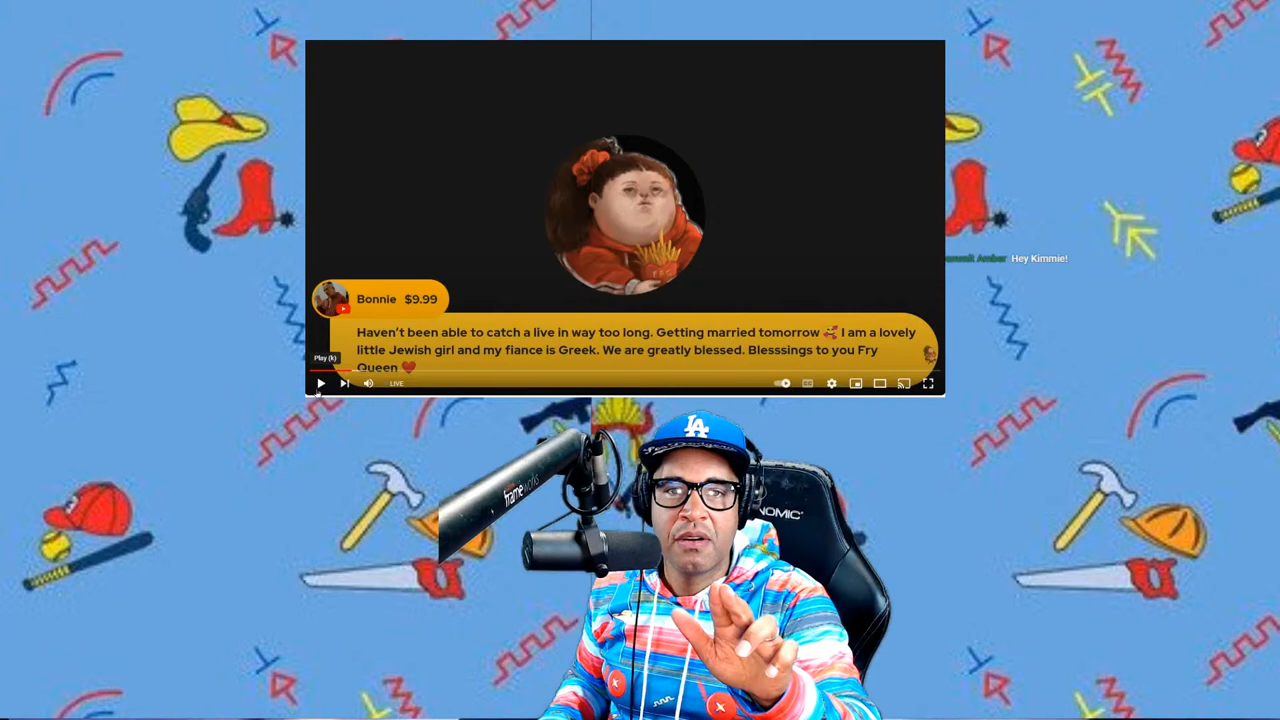 Hey Kimmie!
Bonnie $9.99
Haven't been able to catch a live in way too long. Getting married tomorrow 💒 I am a lovely
little Jewish girl and my fiance is Greek. We are greatly blessed. Blesssings to you Fry
Queen ❤️
Play (k)
LIVE
LA
frameworks
NOMIC